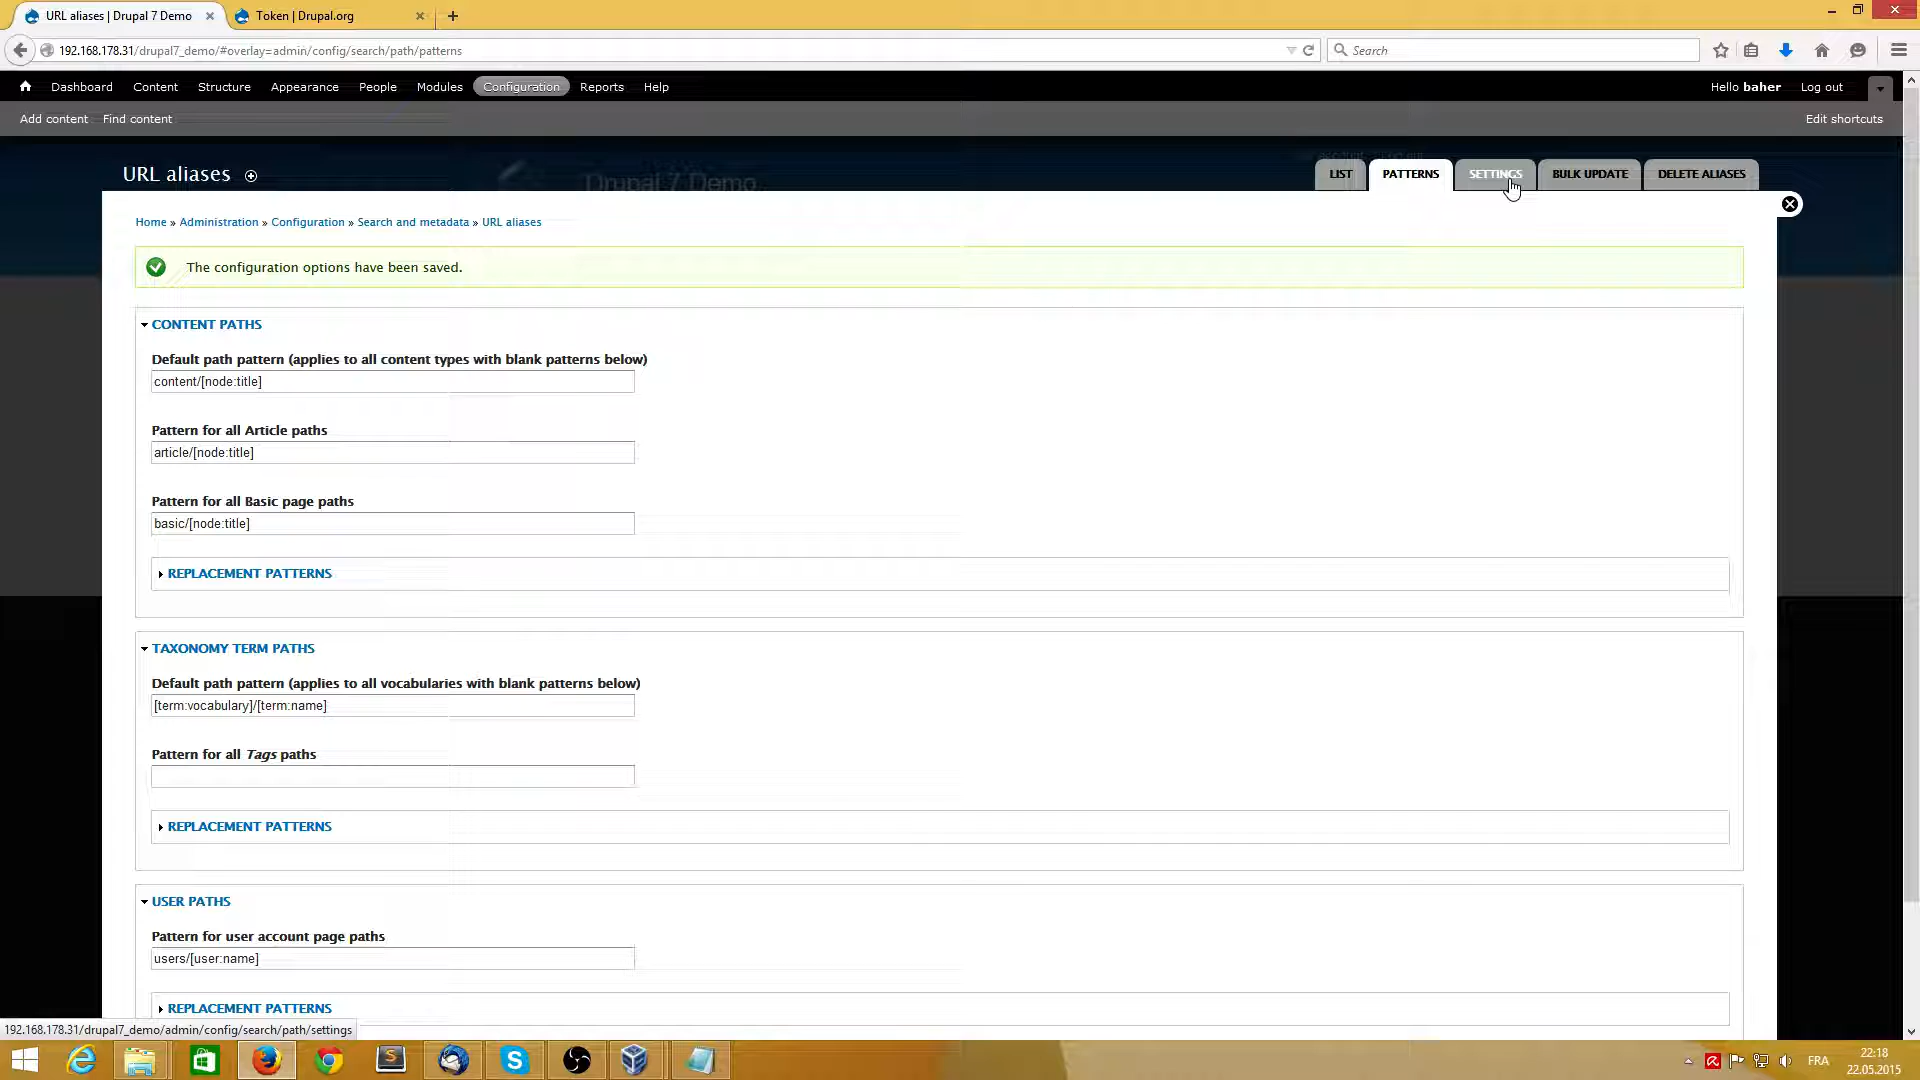 URL aliases | Drupal 7 Demo
Token | Drupal.org
192.168.178.31/drupal7_demo/#overlay=admin/config/search/path/patterns
Search
Dashboard Content Structure Appearance People Modules Configuration Reports Help
Hello baher Log out
Add content Find content
Edit shortcuts
Drupal 7 Demo
URL aliases
LIST PATTERNS SETTINGS BULK UPDATE DELETE ALIASES
Home » Administration » Configuration » Search and metadata » URL aliases
The configuration options have been saved.
CONTENT PATHS
Default path pattern (applies to all content types with blank patterns below)
content/[node:title]
Pattern for all Article paths
article/[node:title]
Pattern for all Basic page paths
basic/[node:title]
REPLACEMENT PATTERNS
TAXONOMY TERM PATHS
Default path pattern (applies to all vocabularies with blank patterns below)
[term:vocabulary]/[term:name]
Pattern for all Tags paths
REPLACEMENT PATTERNS
USER PATHS
Pattern for user account page paths
users/[user:name]
REPLACEMENT PATTERNS
192.168.178.31/drupal7_demo/admin/config/search/path/settings
FRA
22:18
22.05.2015